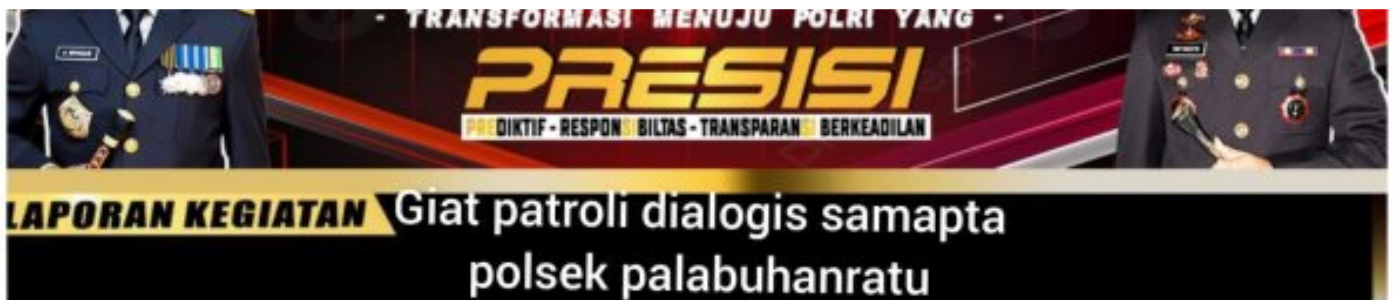 - TRANSFORMASI MENUJU POLRI YANG -
PRESISI
PREDIKTIF - RESPONSIBILTAS - TRANSPARANSI BERKEADILAN
LAPORAN KEGIATAN
Giat patroli dialogis samapta
polsek palabuhanratu